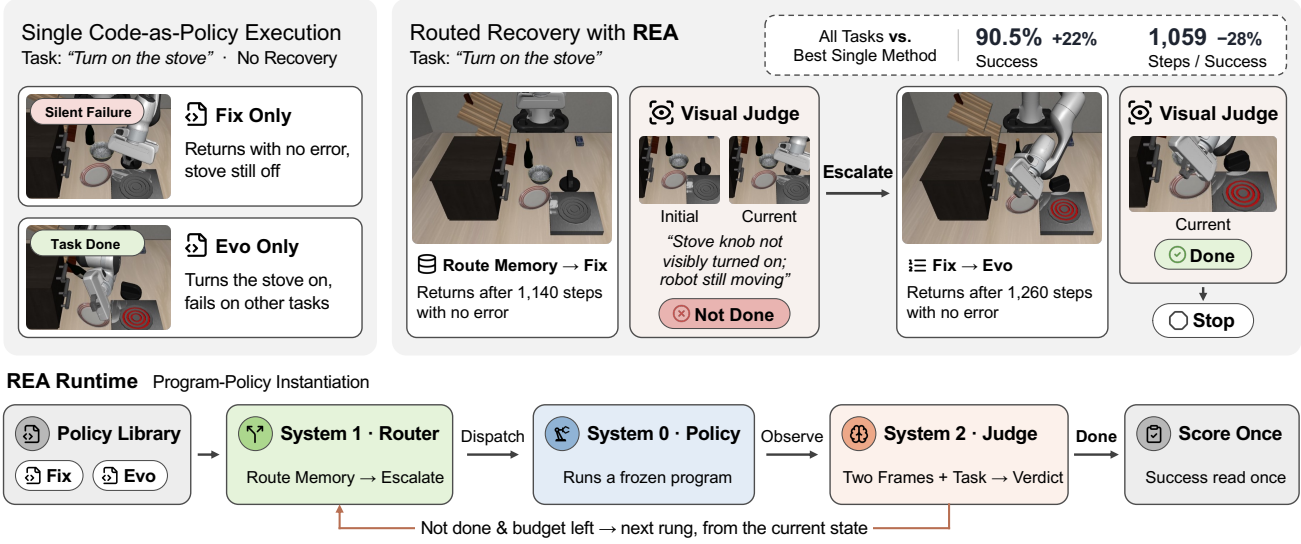 Single Code-as-Policy Execution
Task: “Turn on the stove” · No Recovery
Silent Failure
Fix Only
Returns with no error,
stove still off
Task Done
Evo Only
Turns the stove on,
fails on other tasks
Routed Recovery with REA
Task: “Turn on the stove”
All Tasks vs.
Best Single Method
90.5% +22%
Success
1,059 −28%
Steps / Success
Route Memory → Fix
Returns after 1,140 steps
with no error
Visual Judge
Initial
Current
“Stove knob not
visibly turned on;
robot still moving”
Not Done
Escalate
Fix → Evo
Returns after 1,260 steps
with no error
Visual Judge
Current
Done
Stop
REA Runtime Program-Policy Instantiation
Policy Library
Fix
Evo
System 1 · Router
Route Memory → Escalate
Dispatch
System 0 · Policy
Runs a frozen program
Observe
System 2 · Judge
Two Frames + Task → Verdict
Done
Score Once
Success read once
Not done & budget left → next rung, from the current state